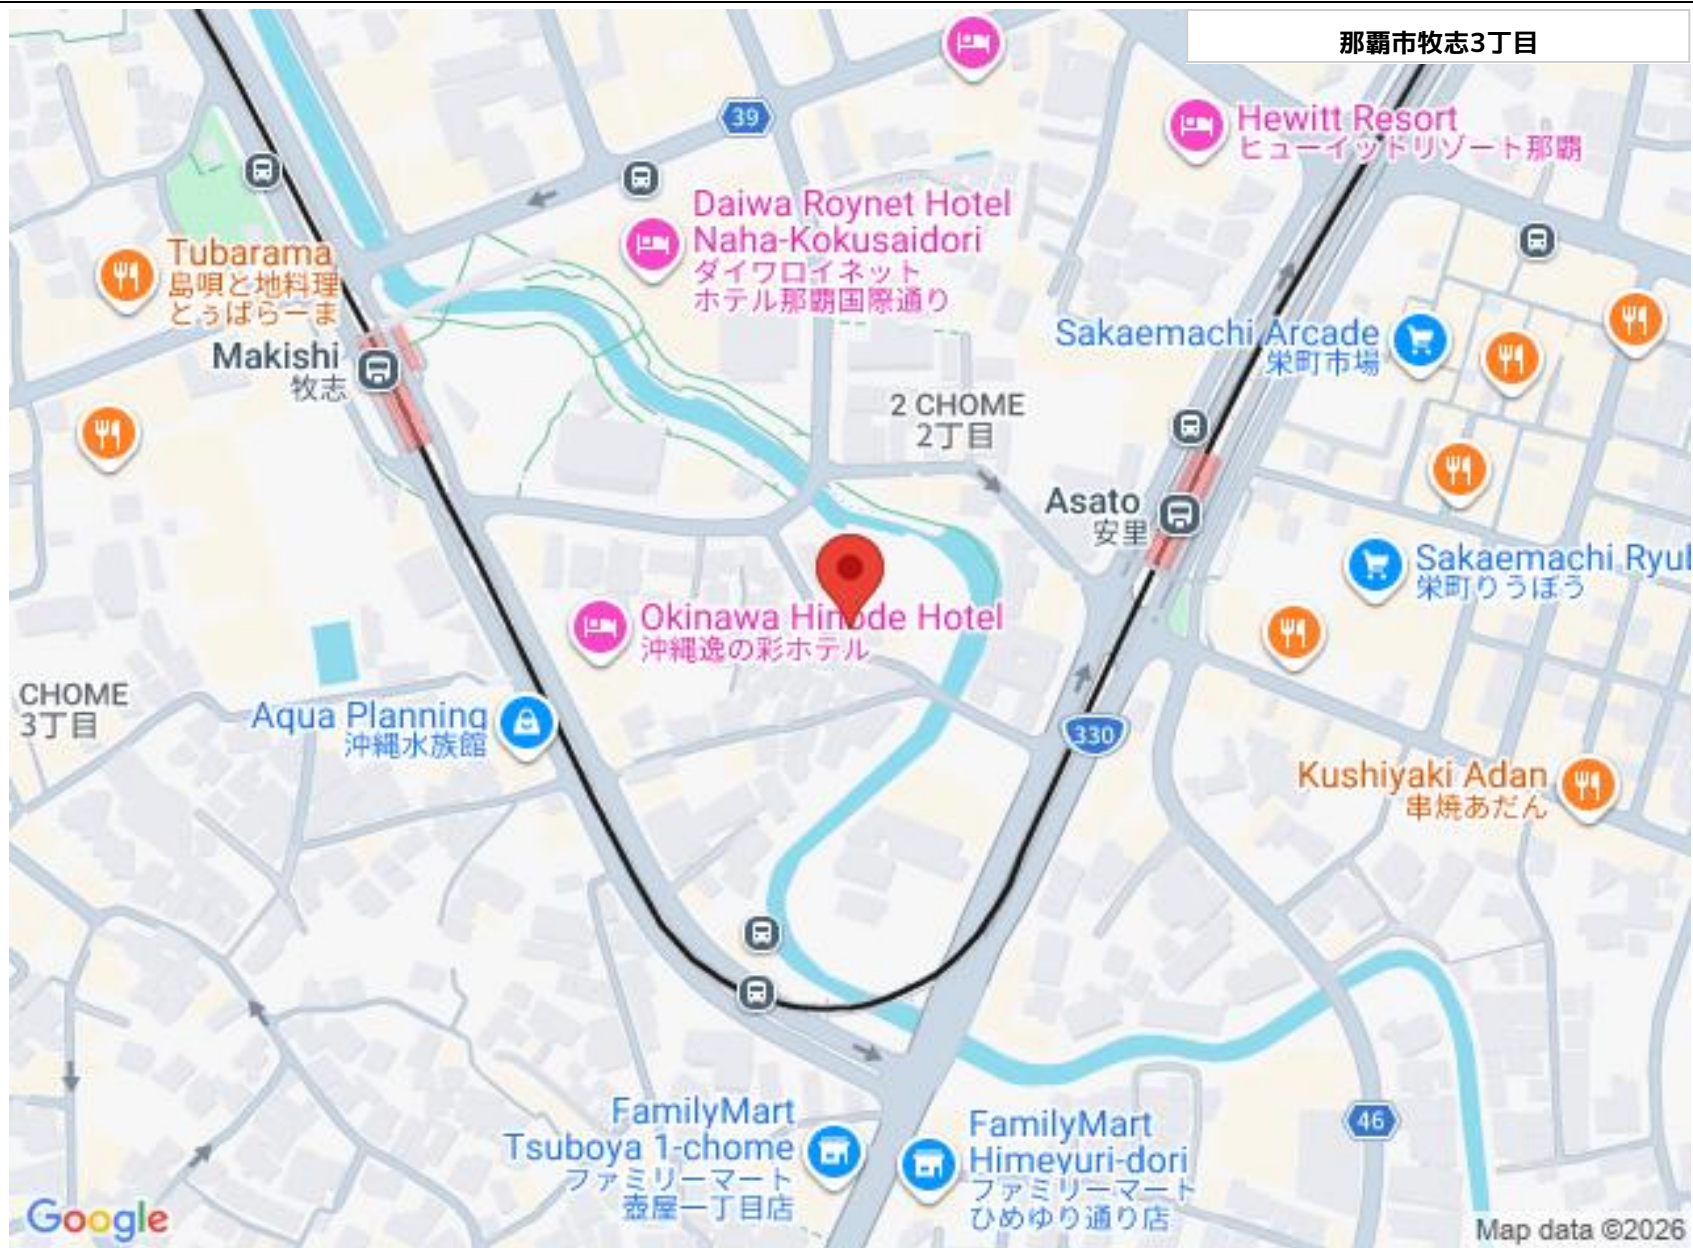 那覇市牧志3丁目
39
Hewitt Resort
ヒューイットリゾート那覇
Daiwa Roynet Hotel
Naha-Kokusaidori
ダイワロイネット
ホテル那覇国際通り
Tubarama
島唄と地料理
とぅばらーま
Makishi
牧志
Sakaemachi Arcade
栄町市場
2 CHOME
2丁目
Asato
安里
Sakaemachi Ryu
栄町りうぼう
Okinawa Hinode Hotel
沖縄逸の彩ホテル
CHOME
3丁目
Aqua Planning
沖縄水族館
330
Kushiyaki Adan
串焼あだん
FamilyMart
Tsuboya 1-chome
ファミリーマート
壺屋一丁目店
FamilyMart
Himeyuri-dori
ファミリーマート
ひめゆり通り店
46
Google
Map data ©2026